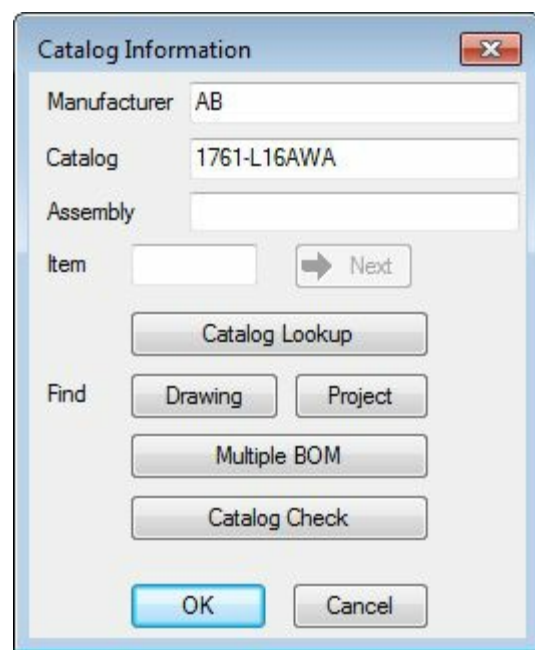 Catalog Information
Manufacturer AB
Catalog 1761-L16AWA
Assembly
Item Next
Catalog Lookup
Find Drawing Project
Multiple BOM
Catalog Check
OK Cancel